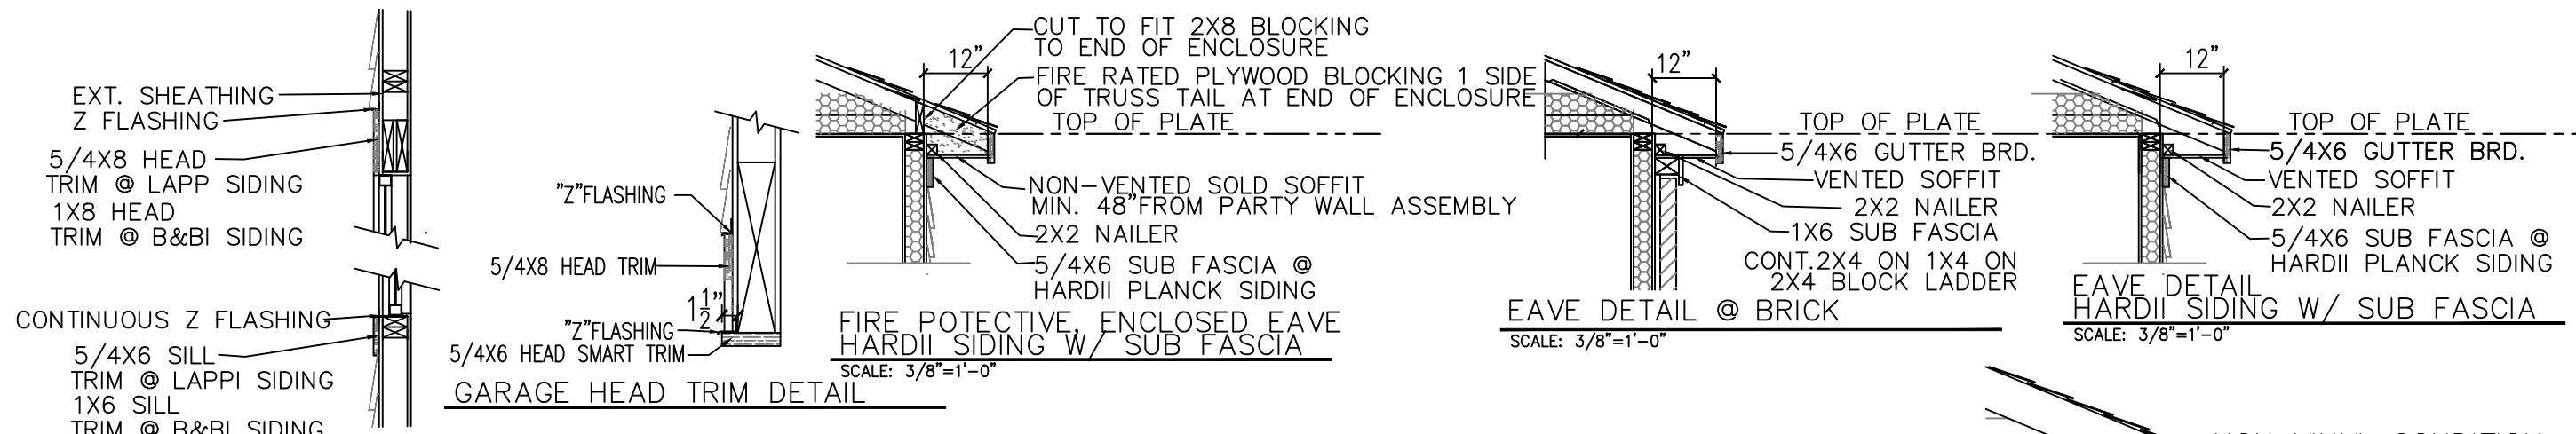 EXT. SHEATHING
Z FLASHING
5/4X8 HEAD
TRIM @ LAPP SIDING
1X8 HEAD
TRIM @ B&BI SIDING
CONTINUOUS Z FLASHING
5/4X6 SILL
TRIM @ LAPPI SIDING
1X6 SILL
TRIM @ B&BI SIDING
"Z"FLASHING
5/4X8 HEAD TRIM
1 1/2"
"Z"FLASHING
5/4X6 HEAD SMART TRIM
GARAGE HEAD TRIM DETAIL
CUT TO FIT 2X8 BLOCKING
TO END OF ENCLOSURE
12"
FIRE RATED PLYWOOD BLOCKING 1 SIDE
OF TRUSS TAIL AT END OF ENCLOSURE
TOP OF PLATE
NON-VENTED SOLD SOFFIT
MIN. 48"FROM PARTY WALL ASSEMBLY
2X2 NAILER
5/4X6 SUB FASCIA @
HARDII PLANCK SIDING
FIRE POTECTIVE, ENCLOSED EAVE
HARDII SIDING W/ SUB FASCIA
SCALE: 3/8"=1'-0"
12"
TOP OF PLATE
5/4X6 GUTTER BRD.
VENTED SOFFIT
2X2 NAILER
1X6 SUB FASCIA
CONT.2X4 ON 1X4 ON
2X4 BLOCK LADDER
EAVE DETAIL @ BRICK
SCALE: 3/8"=1'-0"
12"
TOP OF PLATE
5/4X6 GUTTER BRD.
VENTED SOFFIT
2X2 NAILER
5/4X6 SUB FASCIA @
HARDII PLANCK SIDING
EAVE DETAIL
HARDII SIDING W/ SUB FASCIA
SCALE: 3/8"=1'-0"